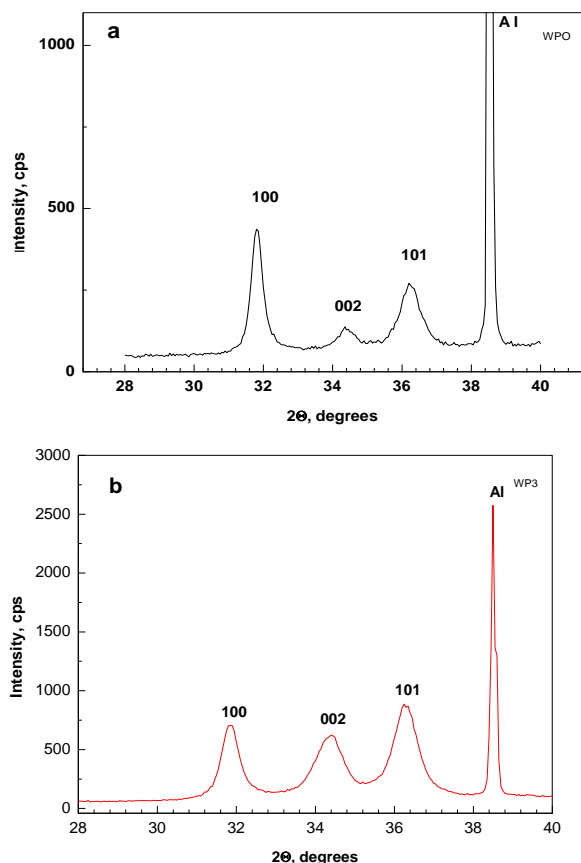 a
Al
WPO
1000
100
500
101
002
0
28 30 32 34 36 38 40
2Θ, degrees
Intensity, cps
3000
b
WP3
Al
2500
2000
1500
1000
101
100
002
500
0
28 30 32 34 36 38 40
2Θ, degrees
Intensity, cps